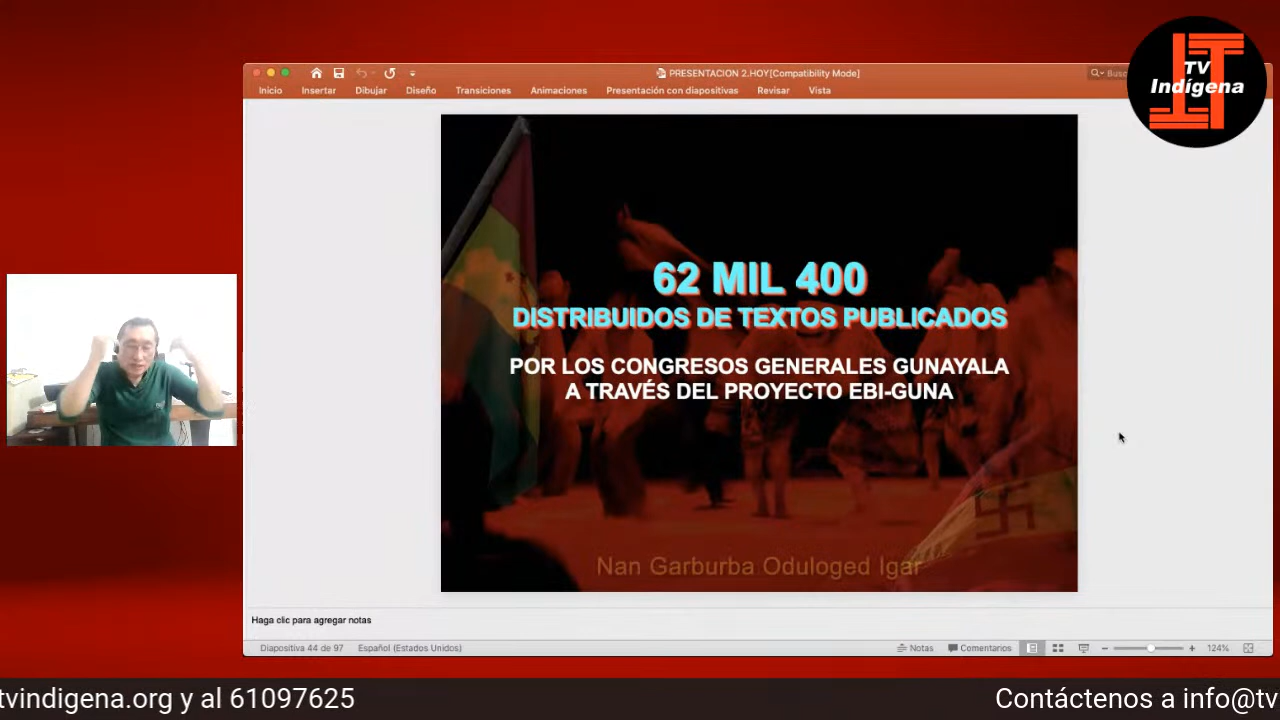 PRESENTACION 2.HOY[Compatibility Mode]
Busc
TV
Indígena
Inicio Insertar Dibujar Diseño Transiciones Animaciones Presentación con diapositivas Revisar Vista
62 MIL 400
DISTRIBUIDOS DE TEXTOS PUBLICADOS
POR LOS CONGRESOS GENERALES GUNAYALA
A TRAVÉS DEL PROYECTO EBI-GUNA
Nan Garburba Oduloged Igar
Haga clic para agregar notas
Diapositiva 44 de 97 Español (Estados Unidos) Notas Comentarios 124%
tvindigena.org y al 61097625 Contáctenos a info@tv